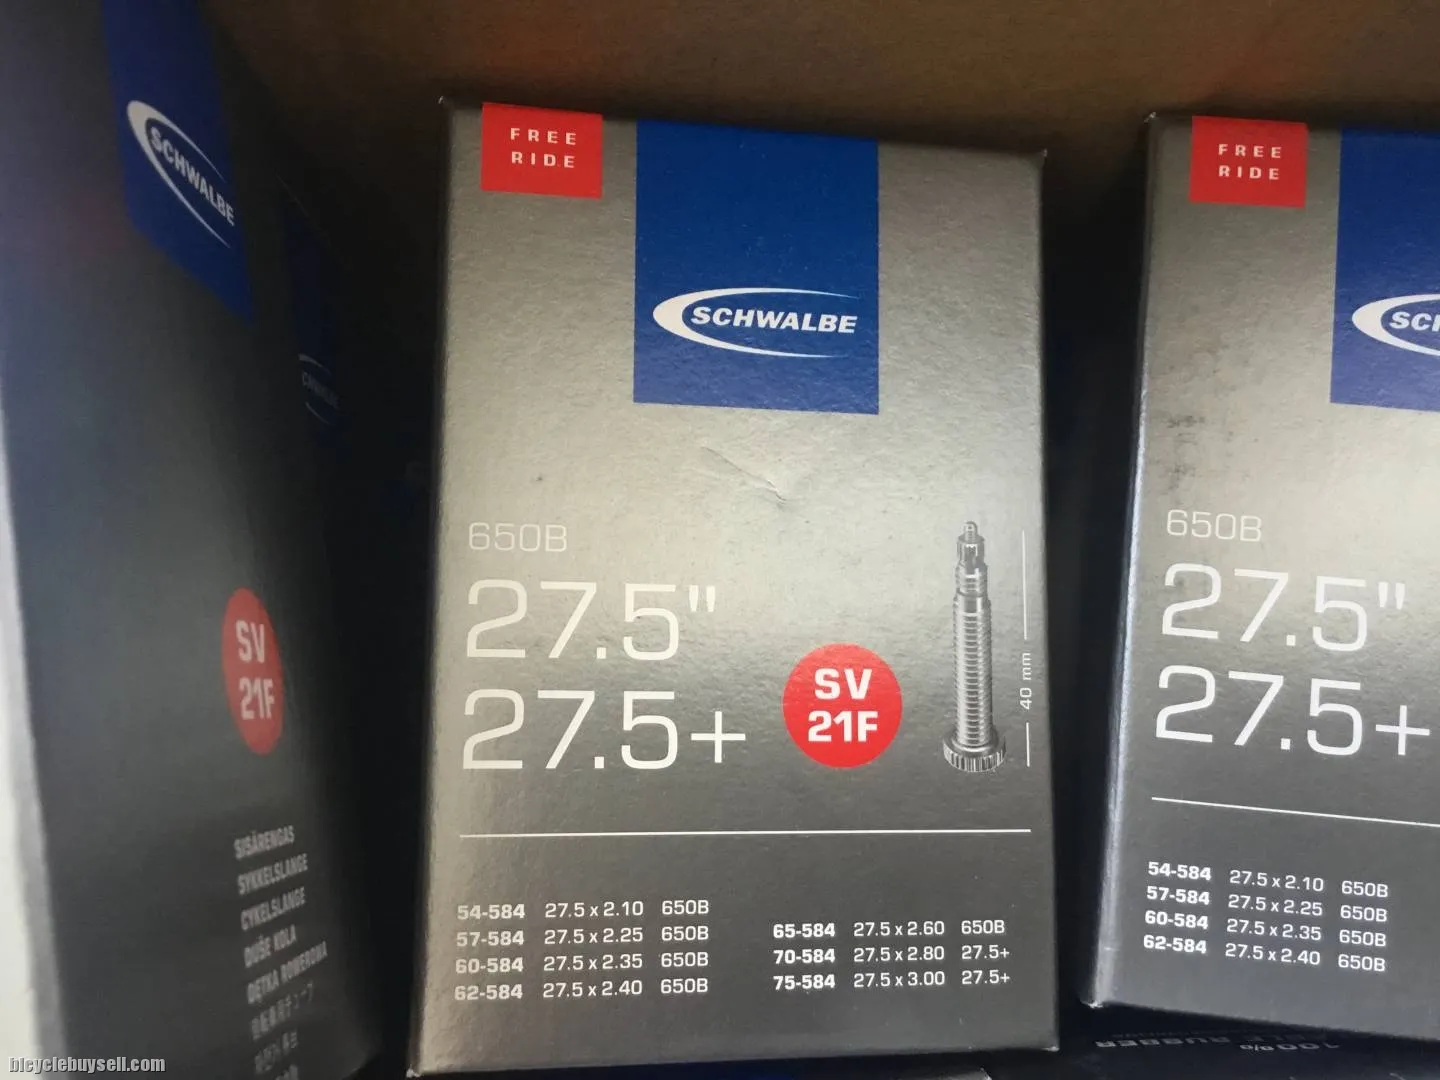 SCHWALBE
SV
21F
SISÄRENGAS
SYKKELSLANGE
CYKELSLANGE
DUŠE KOLA
DĘTKA ROWEROWA
FREE
RIDE
SCHWALBE
650B
27.5"
27.5+
SV
21F
40 mm
54-584 27.5 x 2.10 650B
57-584 27.5 x 2.25 650B
60-584 27.5 x 2.35 650B
62-584 27.5 x 2.40 650B
65-584 27.5 x 2.60 650B
70-584 27.5 x 2.80 27.5+
75-584 27.5 x 3.00 27.5+
FREE
RIDE
650B
27.5"
27.5+
54-584 27.5 x 2.10 650B
57-584 27.5 x 2.25 650B
60-584 27.5 x 2.35 650B
62-584 27.5 x 2.40 650B
bicyclebuysell.com